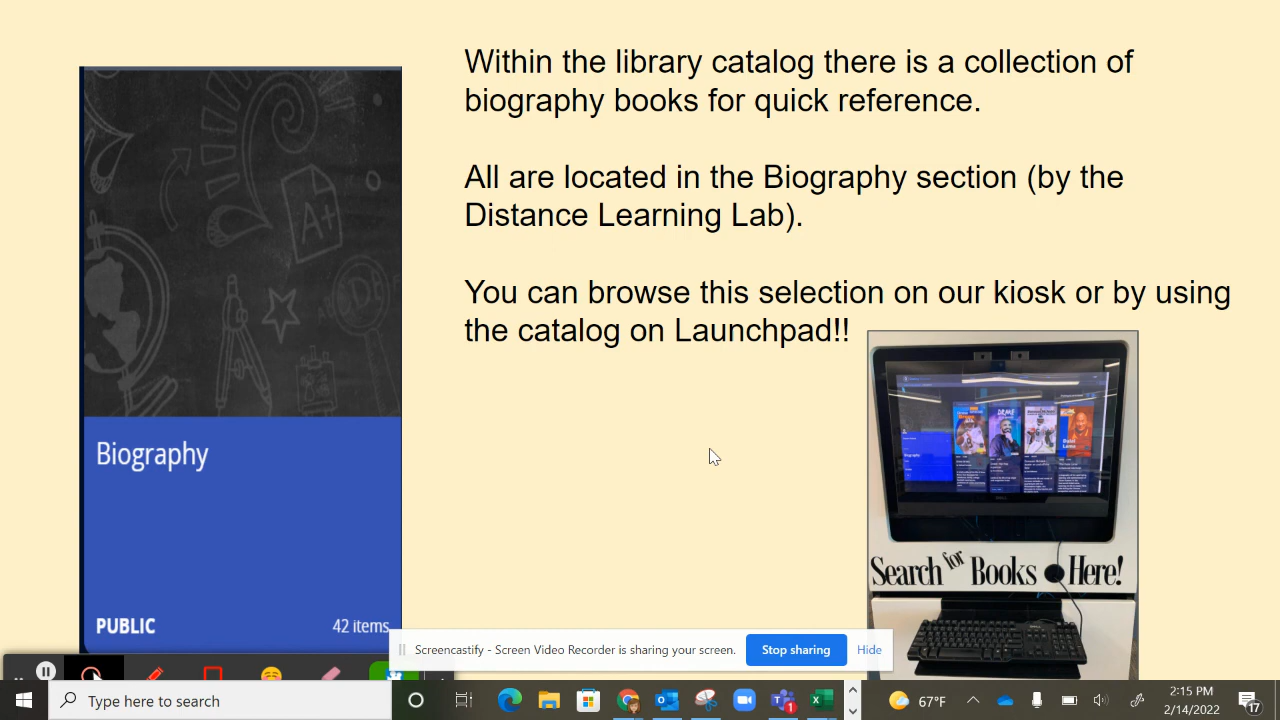 Within the library catalog there is a collection of
biography books for quick reference.
All are located in the Biography section (by the
Distance Learning Lab).
You can browse this selection on our kiosk or by using
the catalog on Launchpad!!
A+
Biography
PUBLIC
42 items
DRAKE
Search for Books Here!
Screencastify - Screen Video Recorder is sharing your screen.
Stop sharing
Hide
Type here to search
1
67°F
2:15 PM
2/14/2022
17